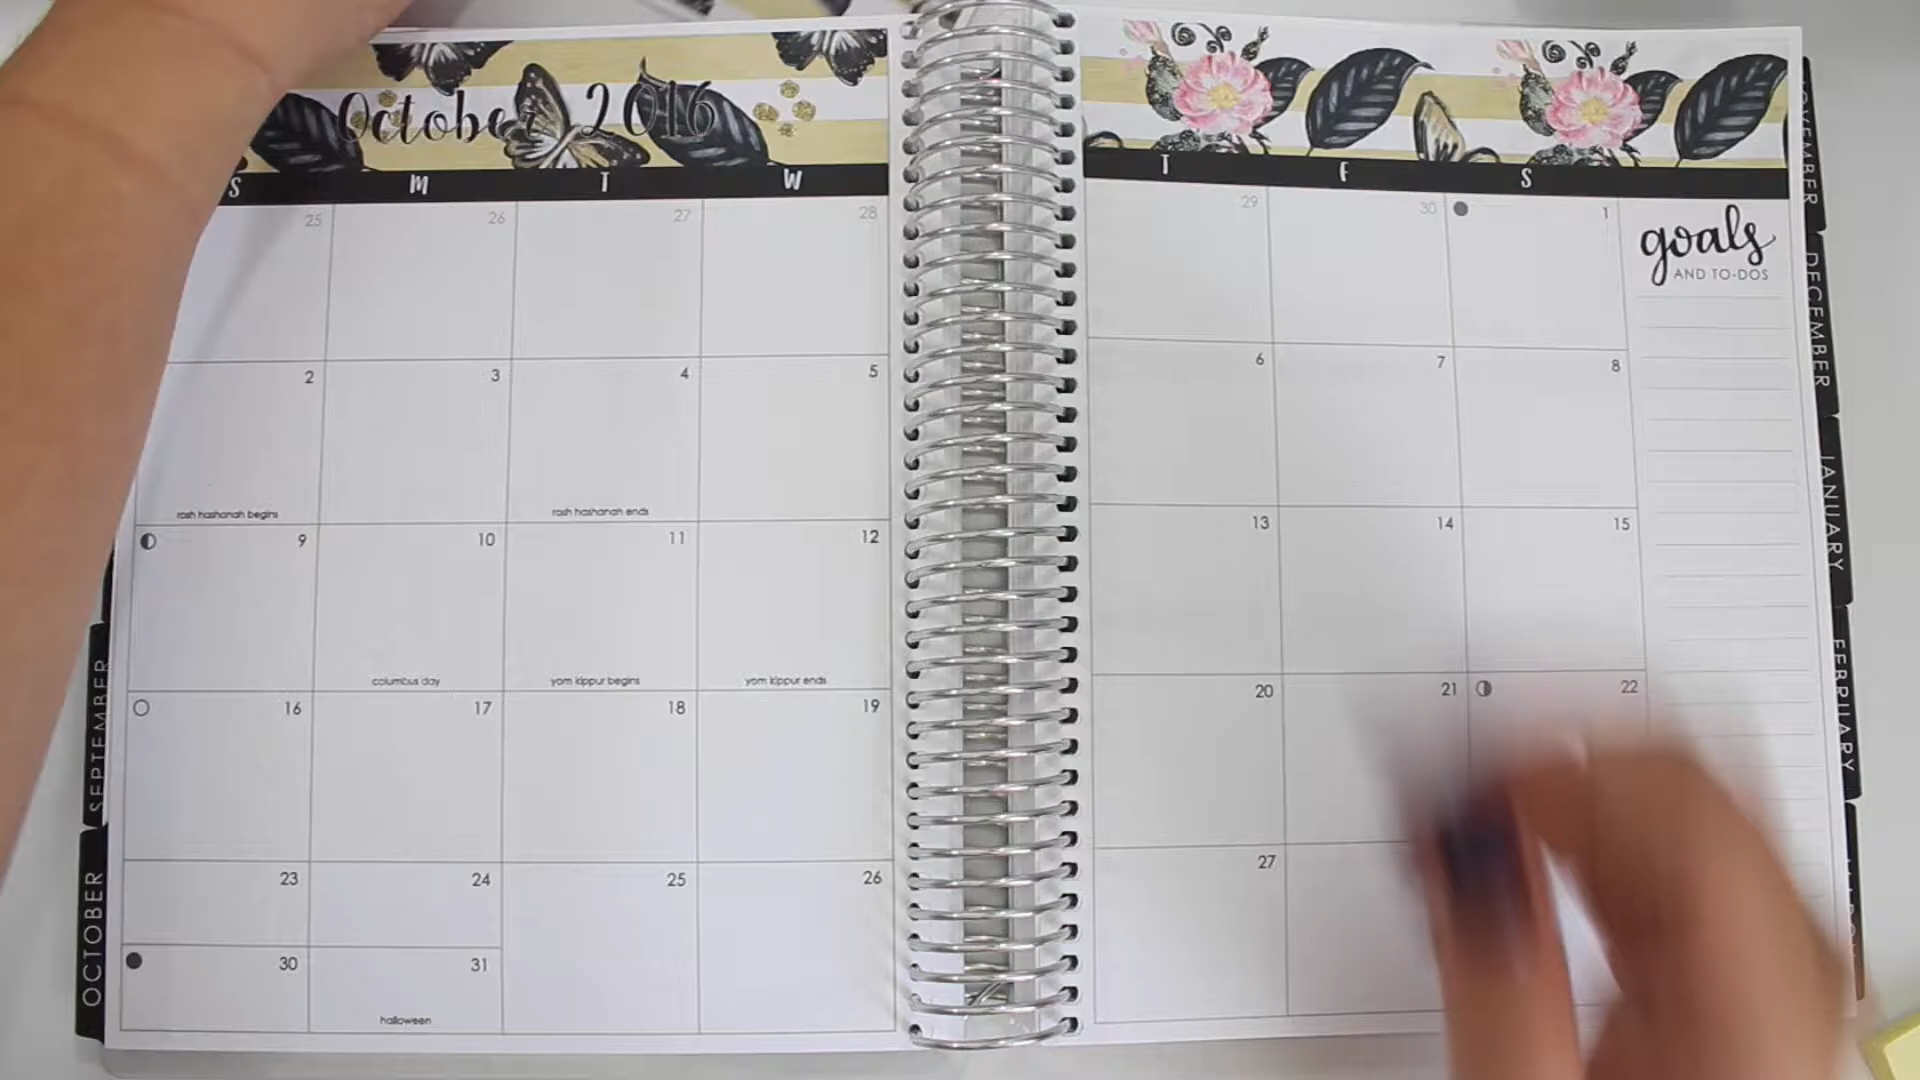 October 2016
S M T W T F S
25 26 27 28 29 30 1
goals
AND TO-DOS
2 3 4 5 6 7 8
rosh hashanah begins
rosh hashanah ends
9 10 11 12 13 14 15
columbus day
yom kippur begins
yom kippur ends
16 17 18 19 20 21 22
23 24 25 26 27
30 31
halloween
SEPTEMBER
OCTOBER
NOVEMBER
DECEMBER
JANUARY
FEBRUARY